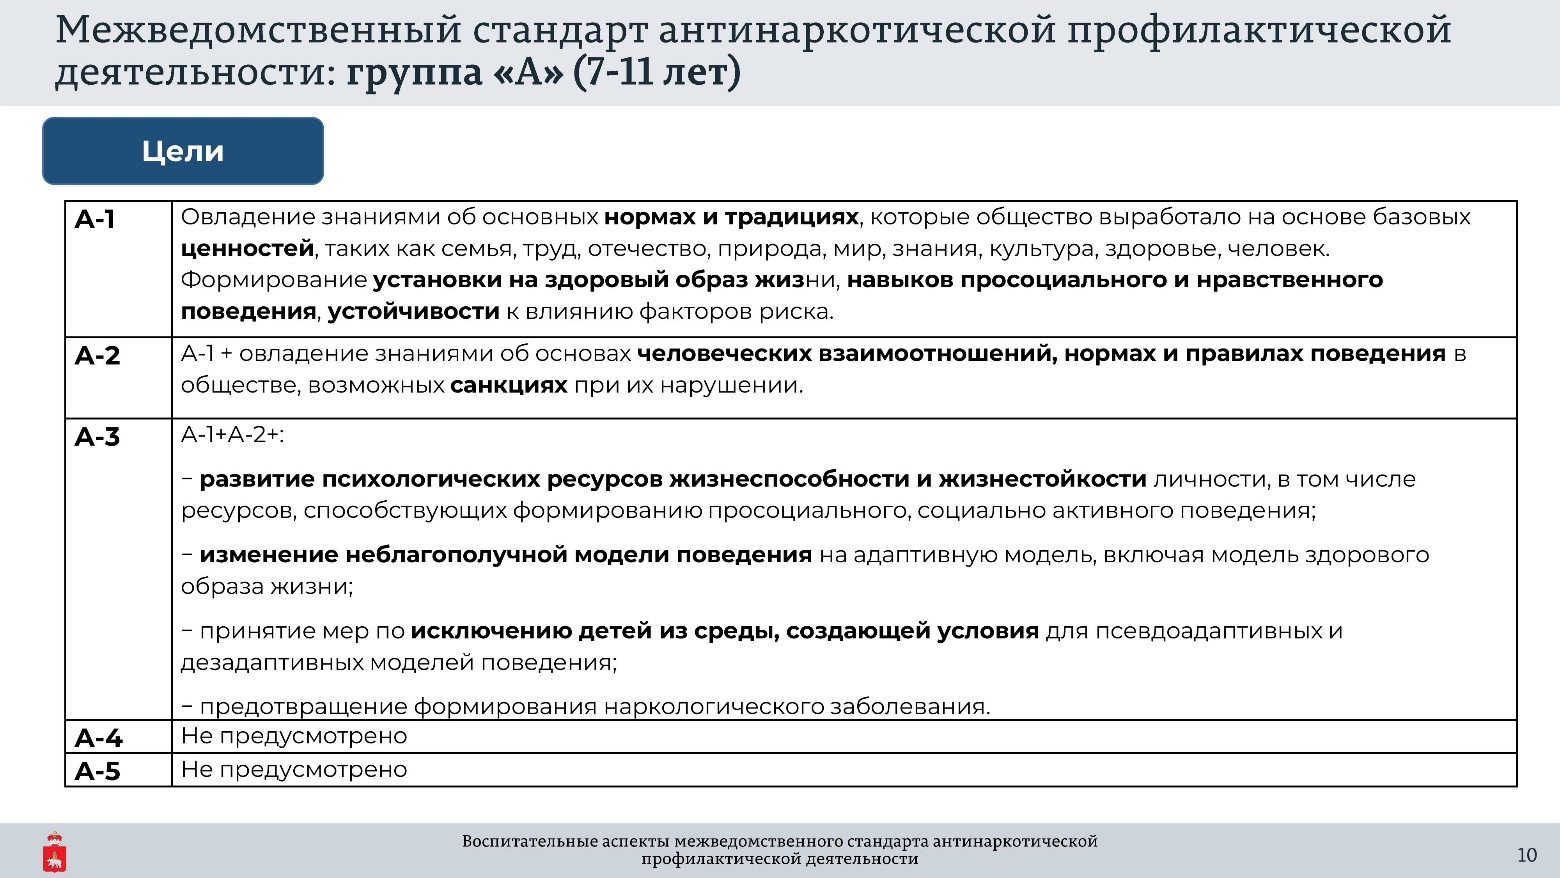 Межведомственный стандарт антинаркотической профилактической
деятельности: группа «А» (7-11 лет)
Цели
А-1
Овладение знаниями об основных нормах и традициях, которые общество выработало на основе базовых
ценностей, таких как семья, труд, отечество, природа, мир, знания, культура, здоровье, человек.
Формирование установки на здоровый образ жизни, навыков просоциального и нравственного
поведения, устойчивости к влиянию факторов риска.
А-2
А-1 + овладение знаниями об основах человеческих взаимоотношений, нормах и правилах поведения в
обществе, возможных санкциях при их нарушении.
А-3
А-1+А-2+:
− развитие психологических ресурсов жизнеспособности и жизнестойкости личности, в том числе
ресурсов, способствующих формированию просоциального, социально активного поведения;
− изменение неблагополучной модели поведения на адаптивную модель, включая модель здорового
образа жизни;
− принятие мер по исключению детей из среды, создающей условия для псевдоадаптивных и
дезадаптивных моделей поведения;
− предотвращение формирования наркологического заболевания.
А-4
Не предусмотрено
А-5
Не предусмотрено
Воспитательные аспекты межведомственного стандарта антинаркотической
профилактической деятельности
10